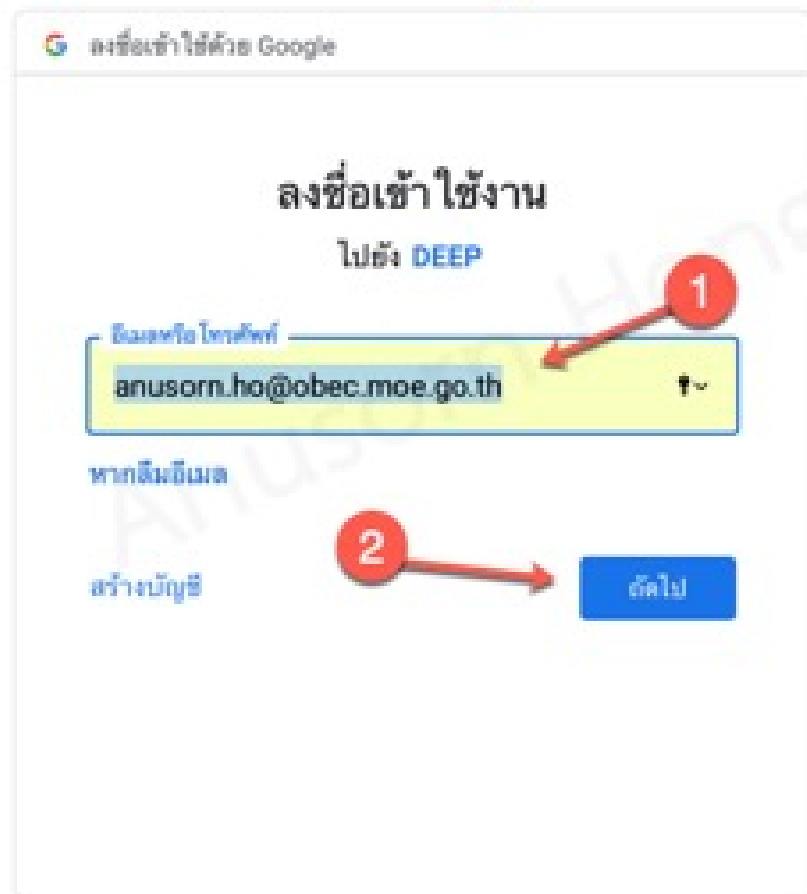 ลงชื่อเข้าใช้ด้วย Google
ลงชื่อเข้าใช้งาน
ไปยัง DEEP
1
อีเมลหรือโทรศัพท์
anusorn.ho@obec.moe.go.th
หากลืมอีเมล
2
สร้างบัญชี
ถัดไป